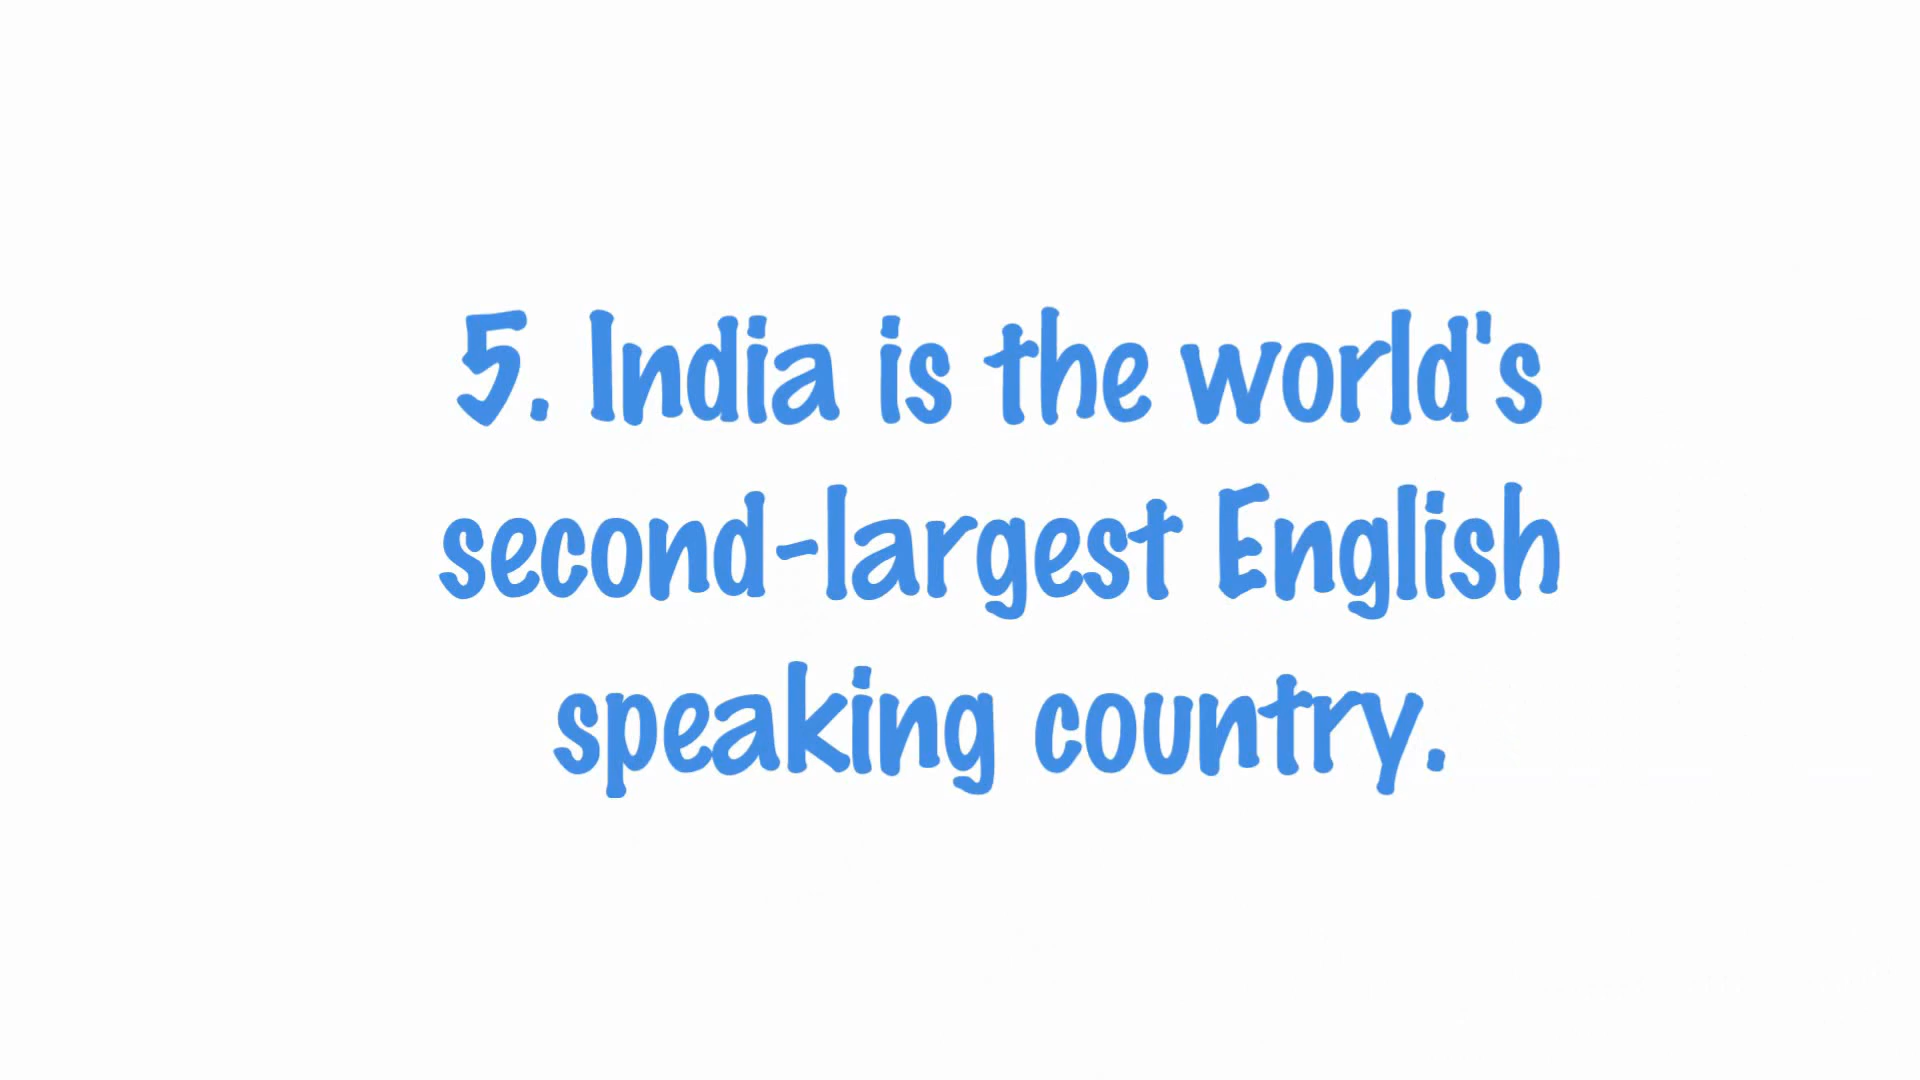 5. India is the world's
second-largest English
speaking country.